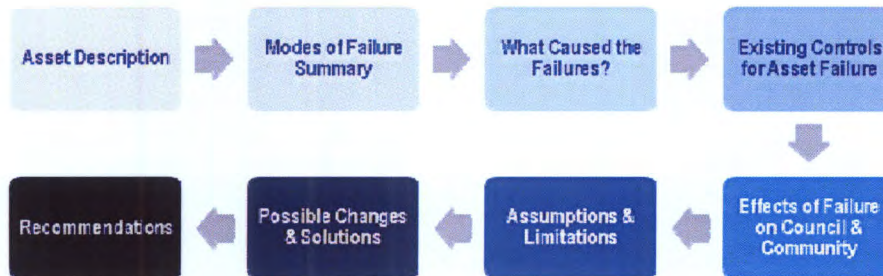 Asset Description
Modes of Failure
Summary
What Caused the
Failures?
Existing Controls
for Asset Failure
Effects of Failure
on Council &
Community
Assumptions &
Limitations
Possible Changes
& Solutions
Recommendations